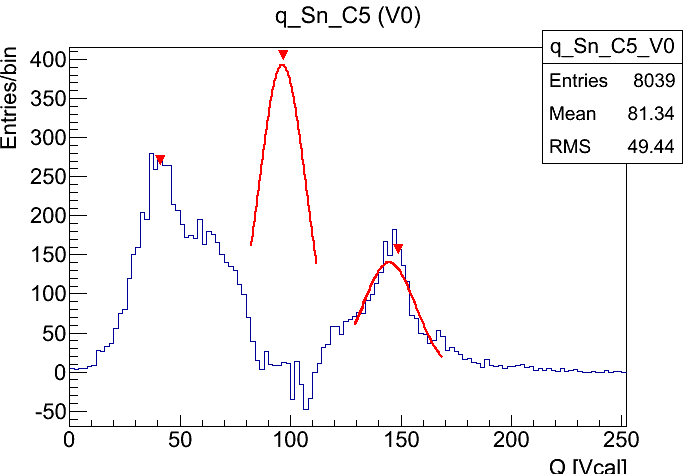 q_Sn_C5 (V0)
q_Sn_C5_V0
Entries 8039
Mean 81.34
RMS 49.44
Entries/bin
400
350
300
250
200
150
100
50
0
-50
0 50 100 150 200 250
Q [Vcal]